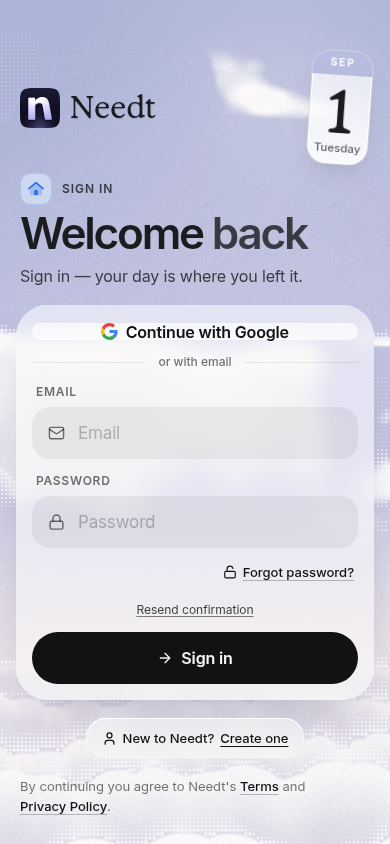 SEP
n Needt
1
Tuesday
SIGN IN
Welcome back
Sign in — your day is where you left it.
Continue with Google
or with email
EMAIL
Email
PASSWORD
Password
Forgot password?
Resend confirmation
Sign in
New to Needt? Create one
By continuing you agree to Needt's Terms and
Privacy Policy.